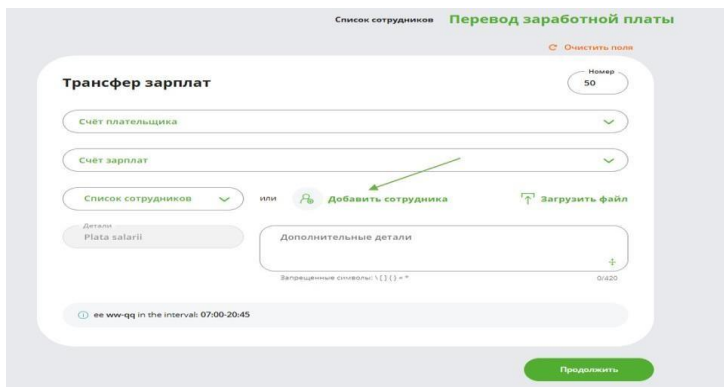 Список сотрудников Перевод заработной платы
Очистить поля
Трансфер зарплат
Номер
50
Счёт плательщика
Счёт зарплат
Список сотрудников или Добавить сотрудника Загрузить файл
Детали
Plata salarii
Дополнительные детали
Запрещенные символы: \ [ ] { } = * 0/420
ee ww-qq in the interval: 07:00-20:45
Продолжить